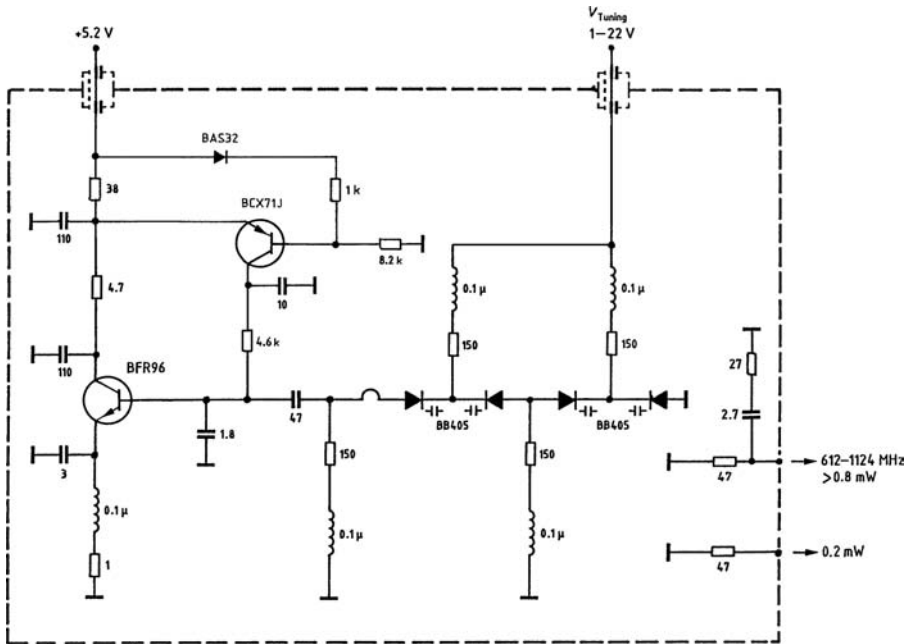 +5.2 V
V Tuning
1–22 V
BAS32
38
1 k
BCX71J
110
8.2 k
0.1 µ
0.1 µ
10
4.7
4.6k
150
150
27
110
BFR96
2.7
47
BB405
BB405
1.8
612–1124 MHz
>0.8 mW
3
150
150
47
0.1 µ
0.1 µ
0.1 µ
0.2 mW
1
47